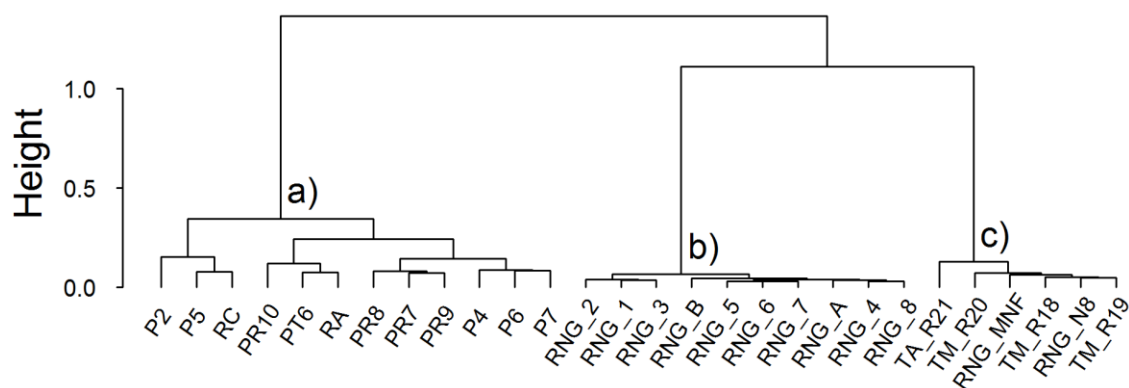 Height
1.0
0.5
0.0
a)
b)
c)
P2
P5
RC
PR10
PT6
RA
PR8
PR7
PR9
P4
P6
P7
RNG_2
RNG_1
RNG_3
RNG_B
RNG_5
RNG_6
RNG_7
RNG_A
RNG_4
RNG_8
TA_R21
TM_R20
RNG_MNF
TM_R18
RNG_N8
TM_R19